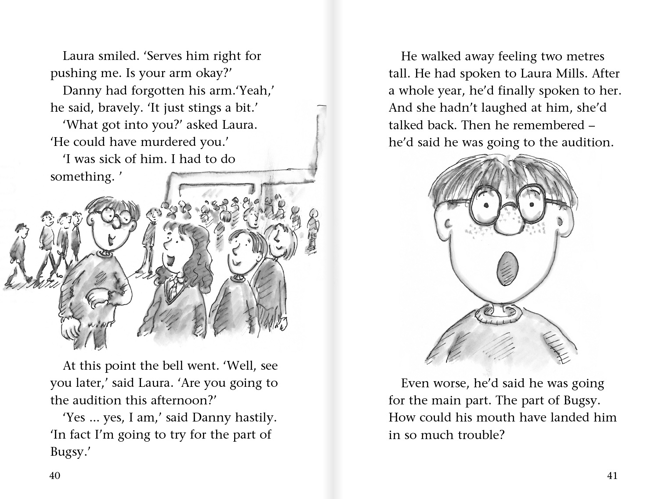 Laura smiled. ‘Serves him right for
pushing me. Is your arm okay?’
Danny had forgotten his arm.‘Yeah,’
he said, bravely. ‘It just stings a bit.’
‘What got into you?’ asked Laura.
‘He could have murdered you.’
‘I was sick of him. I had to do
something. ’
At this point the bell went. ‘Well, see
you later,’ said Laura. ‘Are you going to
the audition this afternoon?’
‘Yes ... yes, I am,’ said Danny hastily.
‘In fact I’m going to try for the part of
Bugsy.’
40
He walked away feeling two metres
tall. He had spoken to Laura Mills. After
a whole year, he’d finally spoken to her.
And she hadn’t laughed at him, she’d
talked back. Then he remembered –
he’d said he was going to the audition.
Even worse, he’d said he was going
for the main part. The part of Bugsy.
How could his mouth have landed him
in so much trouble?
41